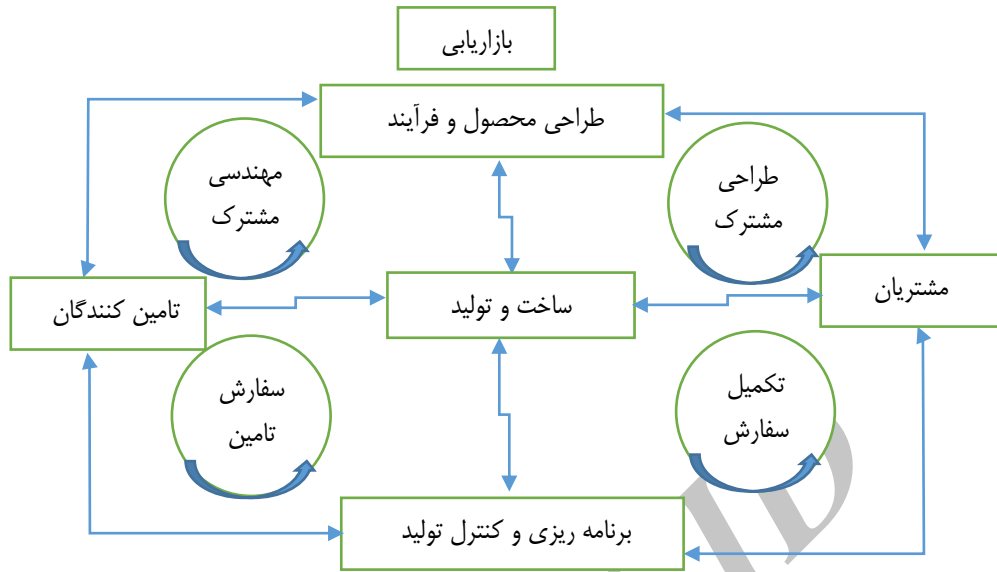 بازاریابی
طراحی محصول و فرآیند
طراحی
مشترک
مهندسی
مشترک
مشتریان
ساخت و تولید
تامین کنندگان
تکمیل
سفارش
سفارش
تامین
برنامه ریزی و کنترل تولید